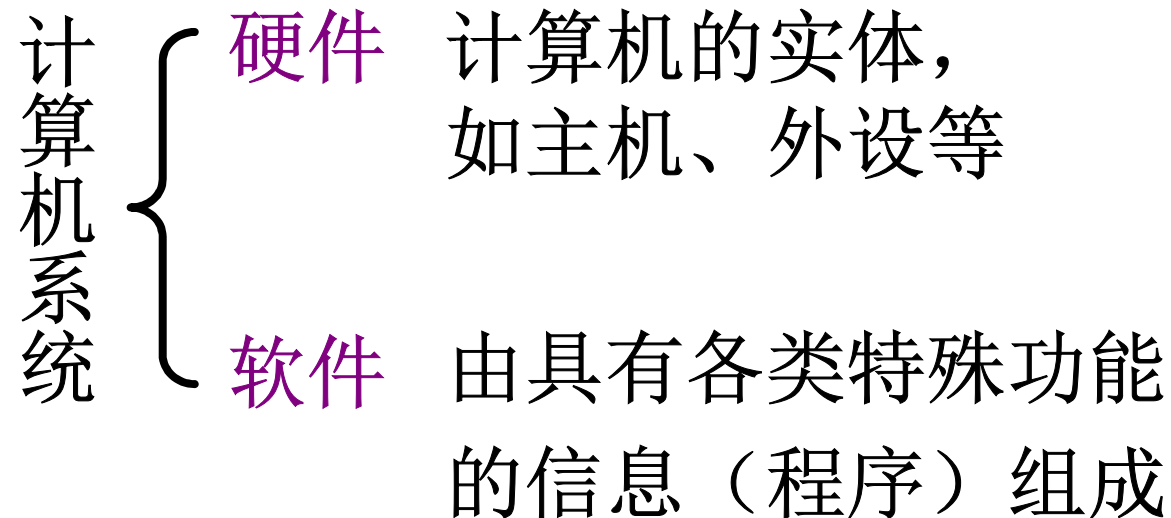 计算机系统
硬件 计算机的实体，
如主机、外设等
软件 由具有各类特殊功能
的信息（程序）组成